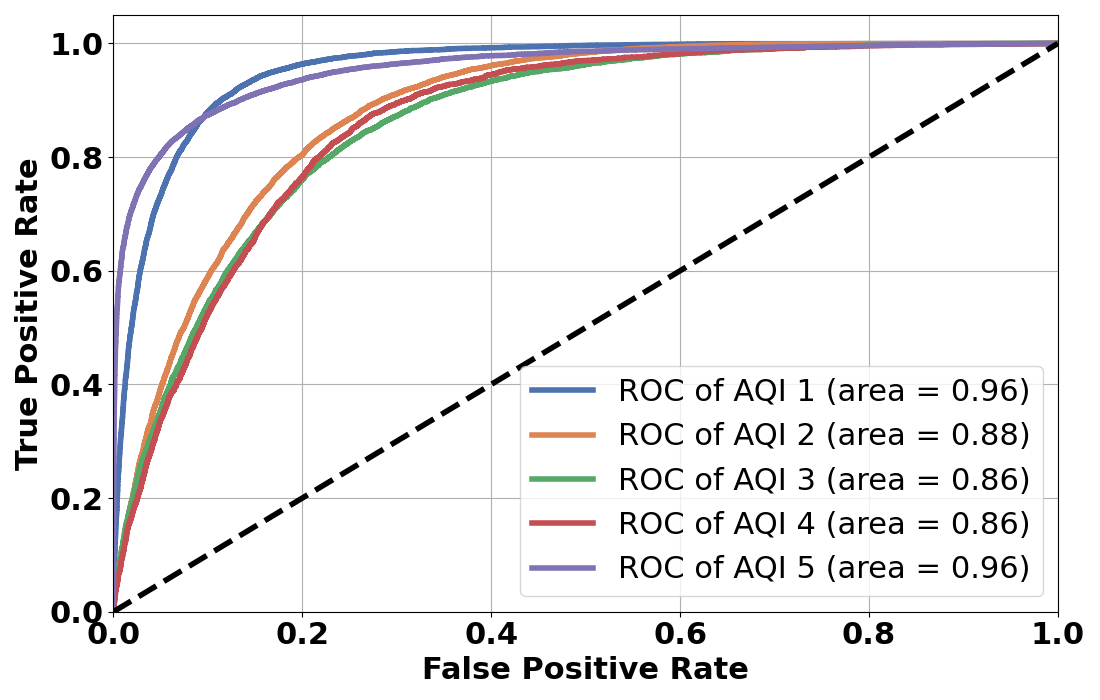 1.0
0.8
0.6
0.4
0.2
0.0
True Positive Rate
ROC of AQI 1 (area = 0.96)
ROC of AQI 2 (area = 0.88)
ROC of AQI 3 (area = 0.86)
ROC of AQI 4 (area = 0.86)
ROC of AQI 5 (area = 0.96)
0.0 0.2 0.4 0.6 0.8 1.0
False Positive Rate